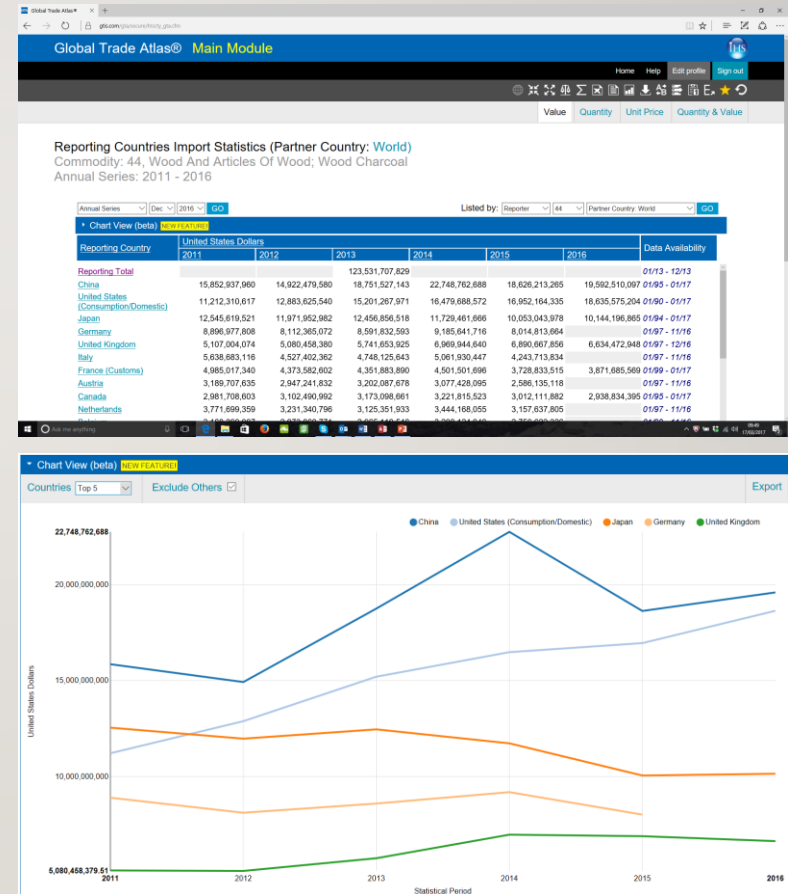 Global Trade Atlas®
gtis.com/gta/secure/htscty_gta.cfm
Global Trade Atlas® Main Module
IHS
Home Help Edit profile Sign out
Value Quantity Unit Price Quantity & Value
Reporting Countries Import Statistics (Partner Country: World)
Commodity: 44, Wood And Articles Of Wood; Wood Charcoal
Annual Series: 2011 - 2016
Annual Series Dec 2016 GO Listed by: Reporter 44 Partner Country: World GO
Chart View (beta) NEW FEATURE!
Reporting Country United States Dollars Data Availability
2011 2012 2013 2014 2015 2016
Reporting Total 123,531,707,829 01/13 - 12/13
China 15,852,937,960 14,922,479,580 18,751,527,143 22,748,762,688 18,626,213,265 19,592,510,097 01/95 - 01/17
United States (Consumption/Domestic) 11,212,310,617 12,883,625,540 15,201,267,971 16,479,688,572 16,952,164,335 18,635,575,204 01/90 - 01/17
Japan 12,545,619,521 11,971,952,982 12,456,856,518 11,729,461,666 10,053,043,978 10,144,196,865 01/94 - 01/17
Germany 8,896,977,808 8,112,365,072 8,591,832,593 9,185,641,716 8,014,813,664 01/97 - 11/16
United Kingdom 5,107,004,074 5,080,458,380 5,741,653,925 6,969,944,640 6,890,667,856 6,634,472,948 01/97 - 12/16
Italy 5,638,683,116 4,527,402,362 4,748,125,643 5,061,930,447 4,243,713,834 01/97 - 11/16
France (Customs) 4,985,017,340 4,373,582,602 4,351,883,890 4,501,501,696 3,728,833,515 3,871,685,569 01/99 - 01/17
Austria 3,189,707,635 2,947,241,832 3,202,087,678 3,077,428,095 2,586,135,118 01/97 - 11/16
Canada 2,981,708,603 3,102,490,992 3,173,098,661 3,221,815,523 3,012,111,882 2,938,834,395 01/95 - 01/17
Netherlands 3,771,699,359 3,231,340,796 3,125,351,933 3,444,168,055 3,157,637,805 01/97 - 11/16
Ask me anything
17/03/2017
Chart View (beta) NEW FEATURE!
Countries Top 5 Exclude Others Export
China United States (Consumption/Domestic) Japan Germany United Kingdom
22,748,762,688
20,000,000,000
15,000,000,000
10,000,000,000
5,080,458,379.51
United States Dollars
2011 2012 2013 2014 2015 2016
Statistical Period